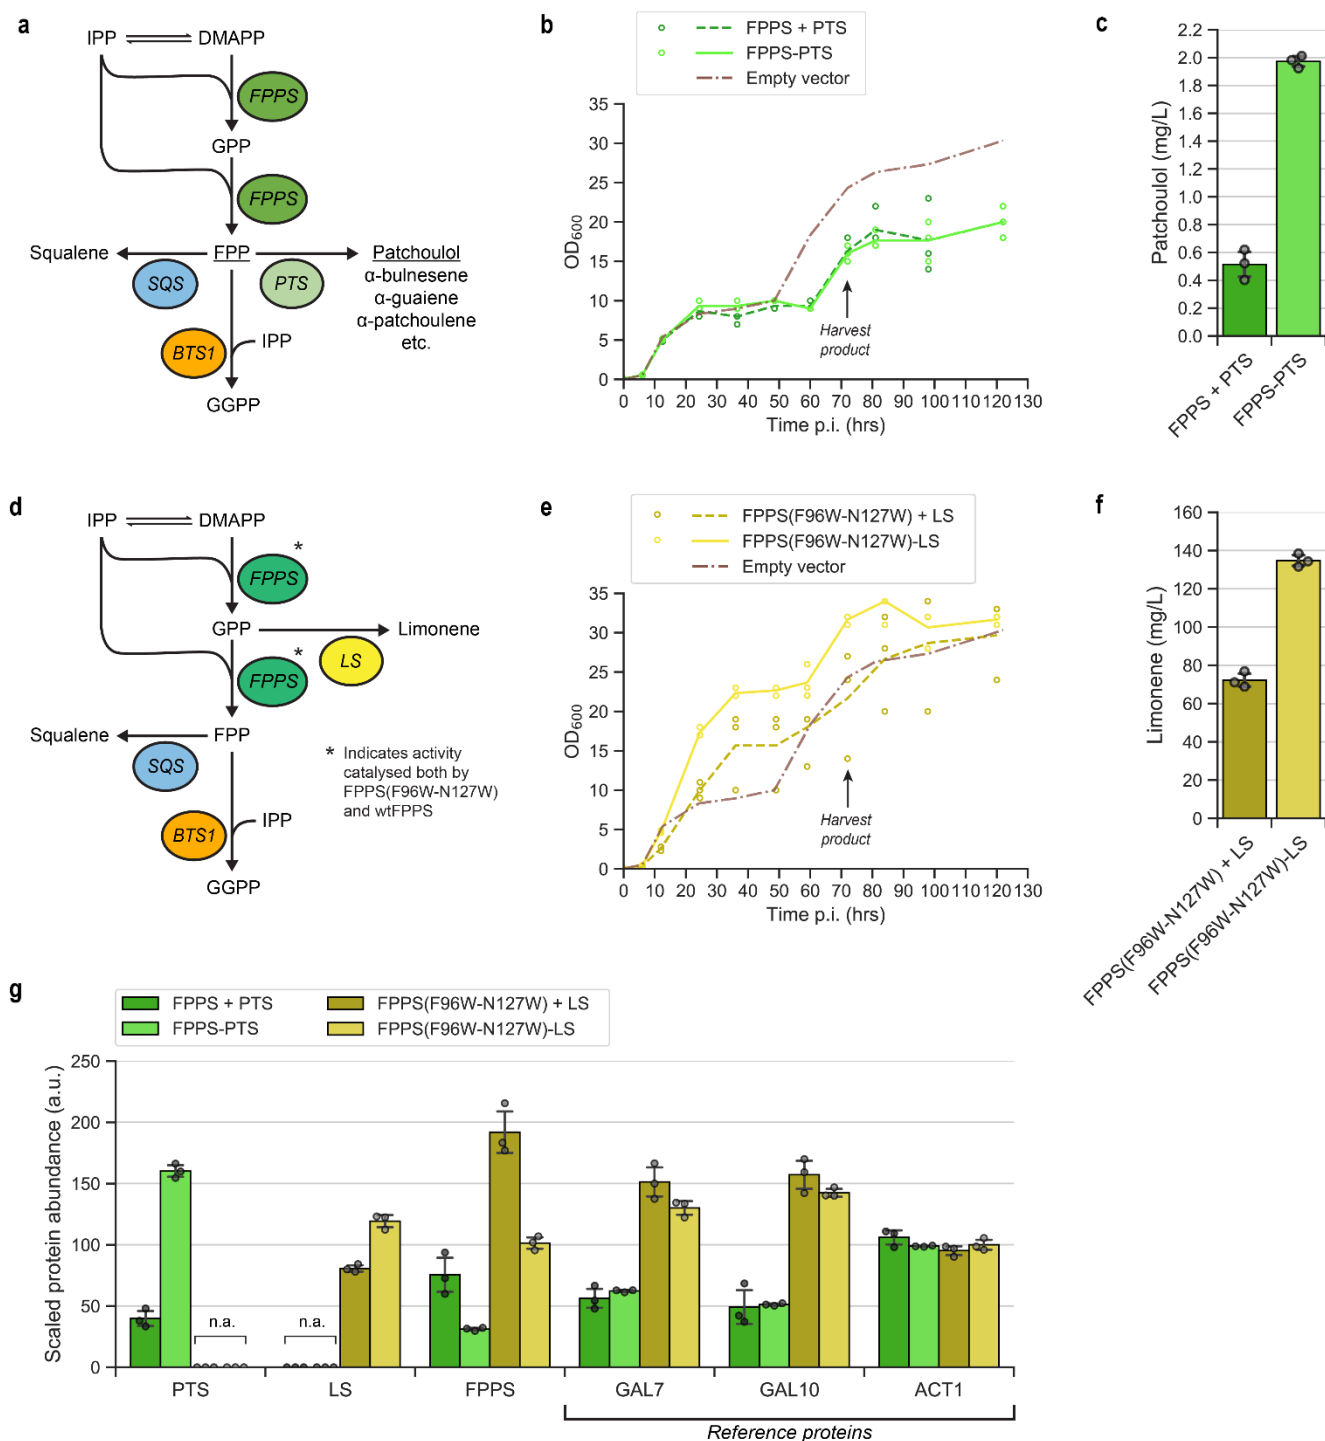 a
IPP
DMAPP
FPPS
GPP
FPPS
Squalene
FPP
Patchoulol
SQS
PTS
α-bulnesene
α-guaiene
α-patchoulene
etc.
BTS1
IPP
GGPP
b
FPPS + PTS
FPPS-PTS
Empty vector
35
30
25
20
15
10
5
0
OD600
Harvest
product
0 10 20 30 40 50 60 70 80 90 100 110 120 130
Time p.i. (hrs)
c
2.2
2.0
1.8
1.6
1.4
1.2
1.0
0.8
0.6
0.4
0.2
0.0
Patchoulol (mg/L)
FPPS + PTS
FPPS-PTS
d
IPP
DMAPP
*
FPPS
GPP
Limonene
*
LS
FPPS
Squalene
FPP
SQS
* Indicates activity
catalysed both by
FPPS(F96W-N127W)
and wtFPPS
BTS1
IPP
GGPP
e
FPPS(F96W-N127W) + LS
FPPS(F96W-N127W)-LS
Empty vector
35
30
25
20
15
10
5
0
OD600
Harvest
product
0 10 20 30 40 50 60 70 80 90 100 110 120 130
Time p.i. (hrs)
f
160
140
120
100
80
60
40
20
0
Limonene (mg/L)
FPPS(F96W-N127W) + LS
FPPS(F96W-N127W)-LS
g
FPPS + PTS
FPPS-PTS
FPPS(F96W-N127W) + LS
FPPS(F96W-N127W)-LS
250
200
150
100
50
0
Scaled protein abundance (a.u.)
n.a.
n.a.
PTS LS FPPS GAL7 GAL10 ACT1
Reference proteins